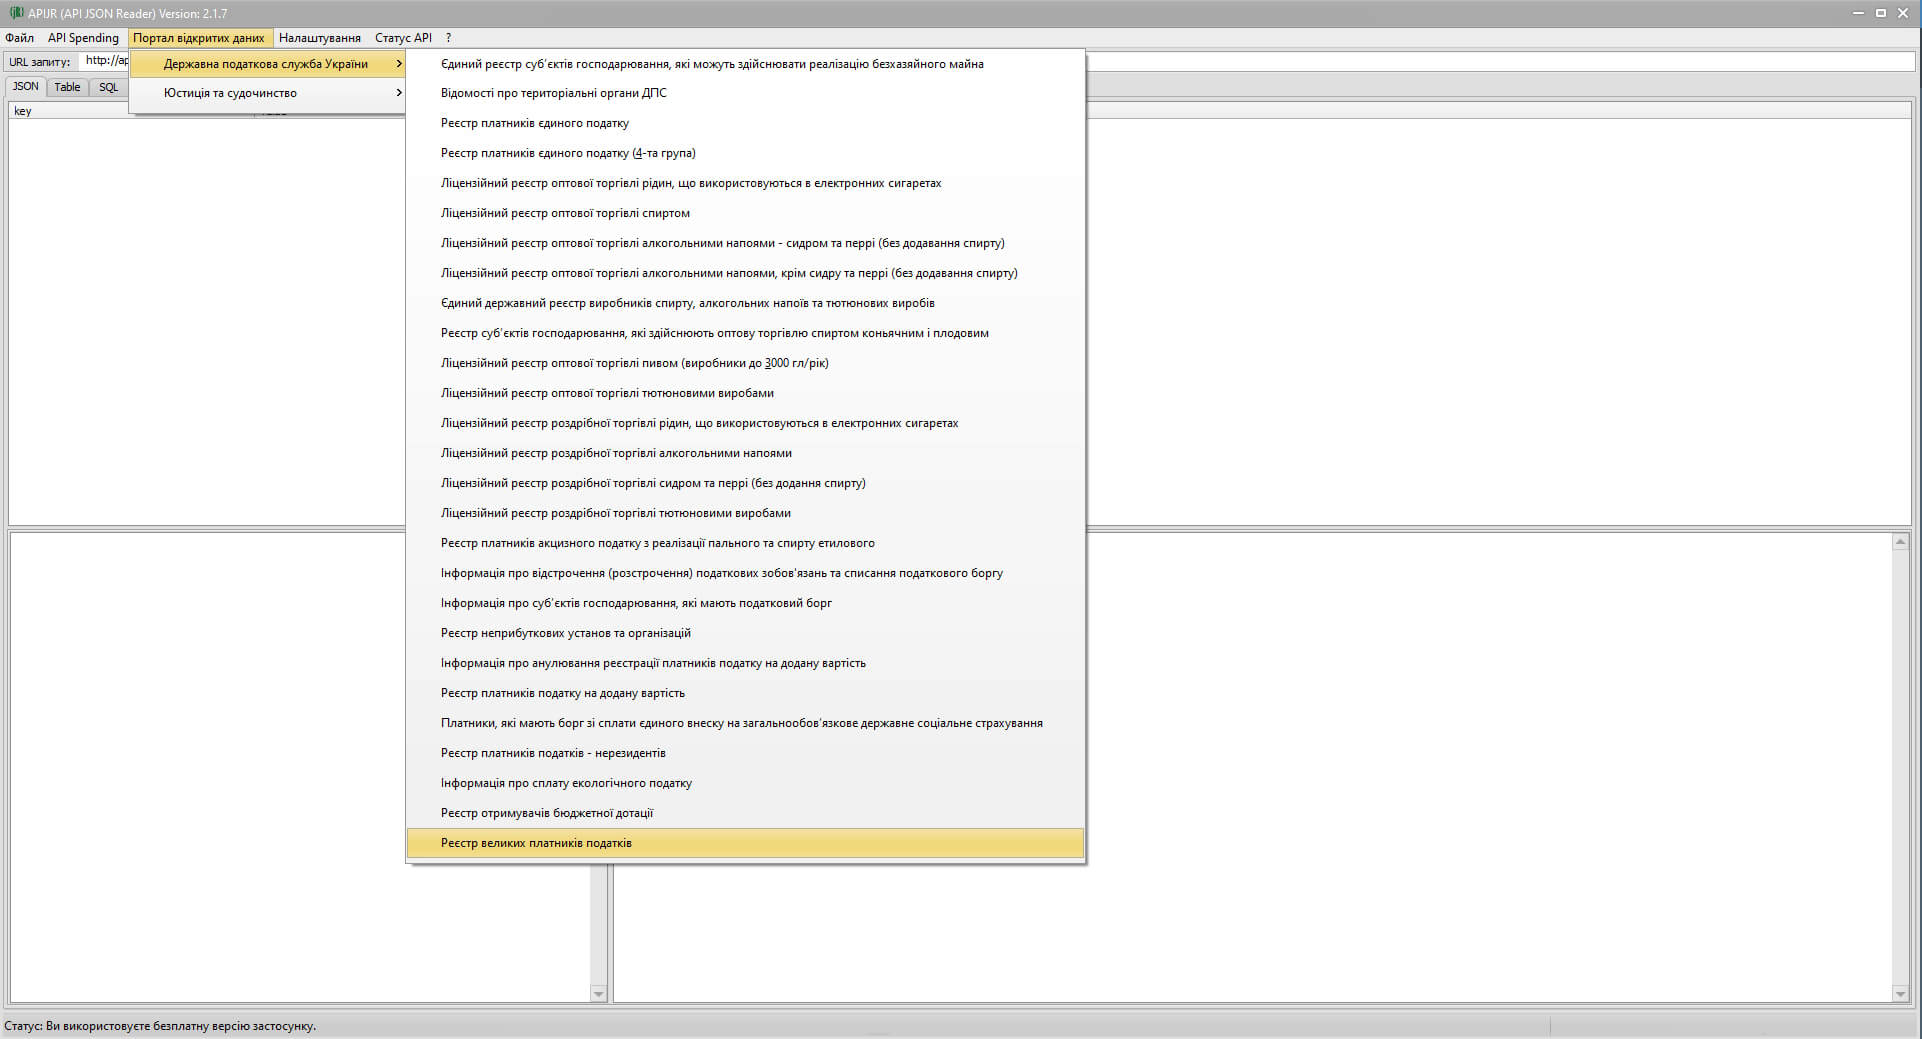 APIJR (API JSON Reader) Version: 2.1.7
Файл API Spending Портал відкритих даних Налаштування Статус API ?
URL запиту: http://ap
Державна податкова служба України
Юстиція та судочинство
JSON Table SQL
key
Єдиний реєстр суб'єктів господарювання, які можуть здійснювати реалізацію безхазяйного майна
Відомості про територіальні органи ДПС
Реєстр платників єдиного податку
Реєстр платників єдиного податку (4-та група)
Ліцензійний реєстр оптової торгівлі рідин, що використовуються в електронних сигаретах
Ліцензійний реєстр оптової торгівлі спиртом
Ліцензійний реєстр оптової торгівлі алкогольними напоями - сидром та перрі (без додавання спирту)
Ліцензійний реєстр оптової торгівлі алкогольними напоями, крім сидру та перрі (без додавання спирту)
Єдиний державний реєстр виробників спирту, алкогольних напоїв та тютюнових виробів
Реєстр суб'єктів господарювання, які здійснюють оптову торгівлю спиртом коньячним і плодовим
Ліцензійний реєстр оптової торгівлі пивом (виробники до 3000 гл/рік)
Ліцензійний реєстр оптової торгівлі тютюновими виробами
Ліцензійний реєстр роздрібної торгівлі рідин, що використовуються в електронних сигаретах
Ліцензійний реєстр роздрібної торгівлі алкогольними напоями
Ліцензійний реєстр роздрібної торгівлі сидром та перрі (без додання спирту)
Ліцензійний реєстр роздрібної торгівлі тютюновими виробами
Реєстр платників акцизного податку з реалізації пального та спирту етилового
Інформація про відстрочення (розстрочення) податкових зобов'язань та списання податкового боргу
Інформація про суб'єктів господарювання, які мають податковий борг
Реєстр неприбуткових установ та організацій
Інформація про анулювання реєстрації платників податку на додану вартість
Реєстр платників податку на додану вартість
Платники, які мають борг зі сплати єдиного внеску на загальнообов'язкове державне соціальне страхування
Реєстр платників податків - нерезидентів
Інформація про сплату екологічного податку
Реєстр отримувачів бюджетної дотації
Реєстр великих платників податків
Статус: Ви використовуєте безплатну версію застосунку.